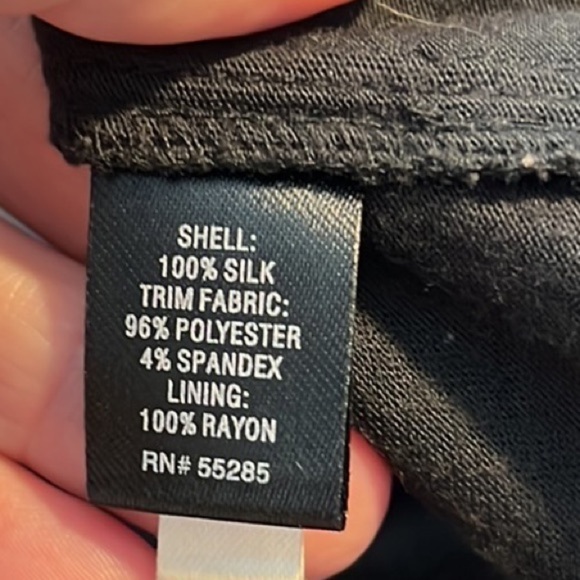 SHELL:
100% SILK
TRIM FABRIC:
96% POLYESTER
4% SPANDEX
LINING:
100% RAYON
RN# 55285